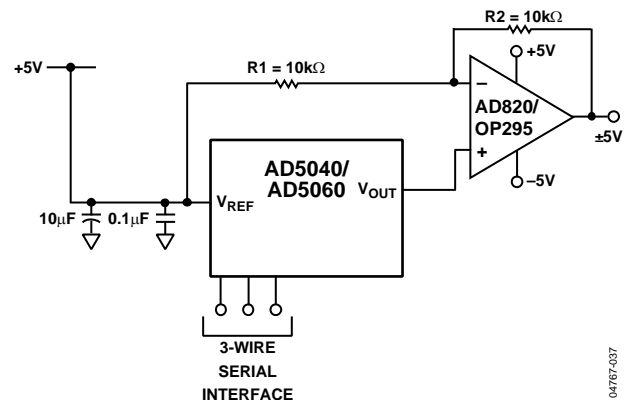 R2 = 10kΩ
+5V
R1 = 10kΩ
+5V
−
AD820/
OP295
+
±5V
−5V
AD5040/
AD5060
VREF
VOUT
10μF
0.1μF
3-WIRE
SERIAL
INTERFACE
04767-037